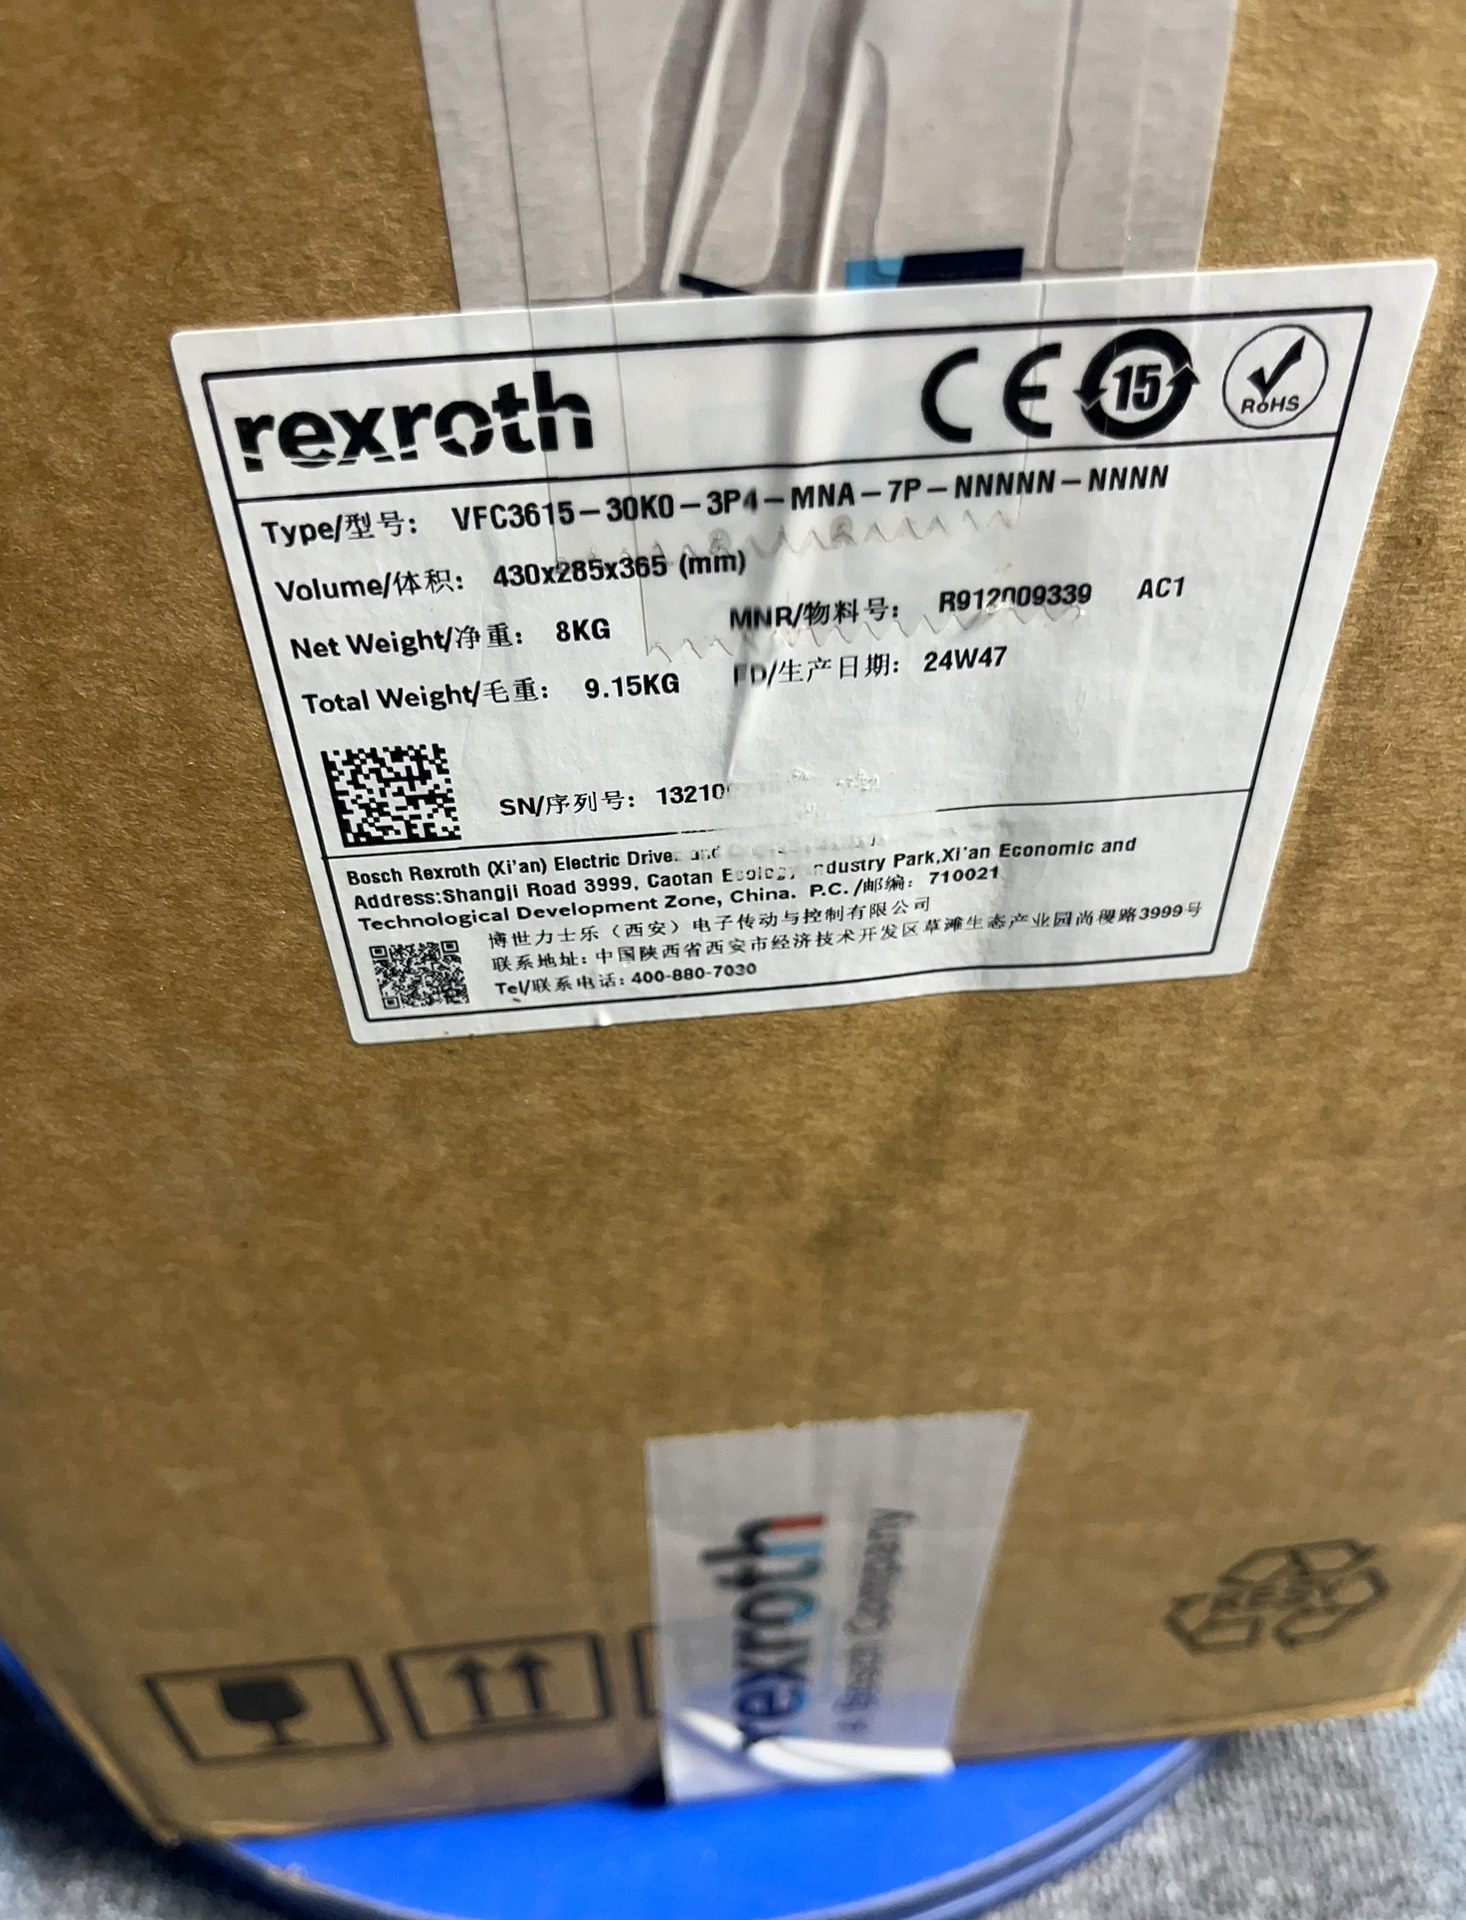 rexroth
CE 15 RoHS
Type/型号: VFC3615-30K0-3P4-MNA-7P-NNNNN-NNNN
Volume/体积: 430x285x365 (mm)
Net Weight/净重: 8KG MNR/物料号: R912009339 AC1
Total Weight/毛重: 9.15KG /生产日期: 24W47
SN/序列号: 13210
Bosch Rexroth (Xi'an) Electric
Address:Shangji Road 3999, Caotan Park,Xi'an Economic and
Technological Development Zone, China. P.C./邮编: 710021
博世力士乐（西安）电子传动与控制有限公司
联系地址: 中国陕西省西安市经济技术开发区草滩生态产业园尚稷路3999号
Tel/联系电话: 400-880-7030
rexroth
a Bosch Company